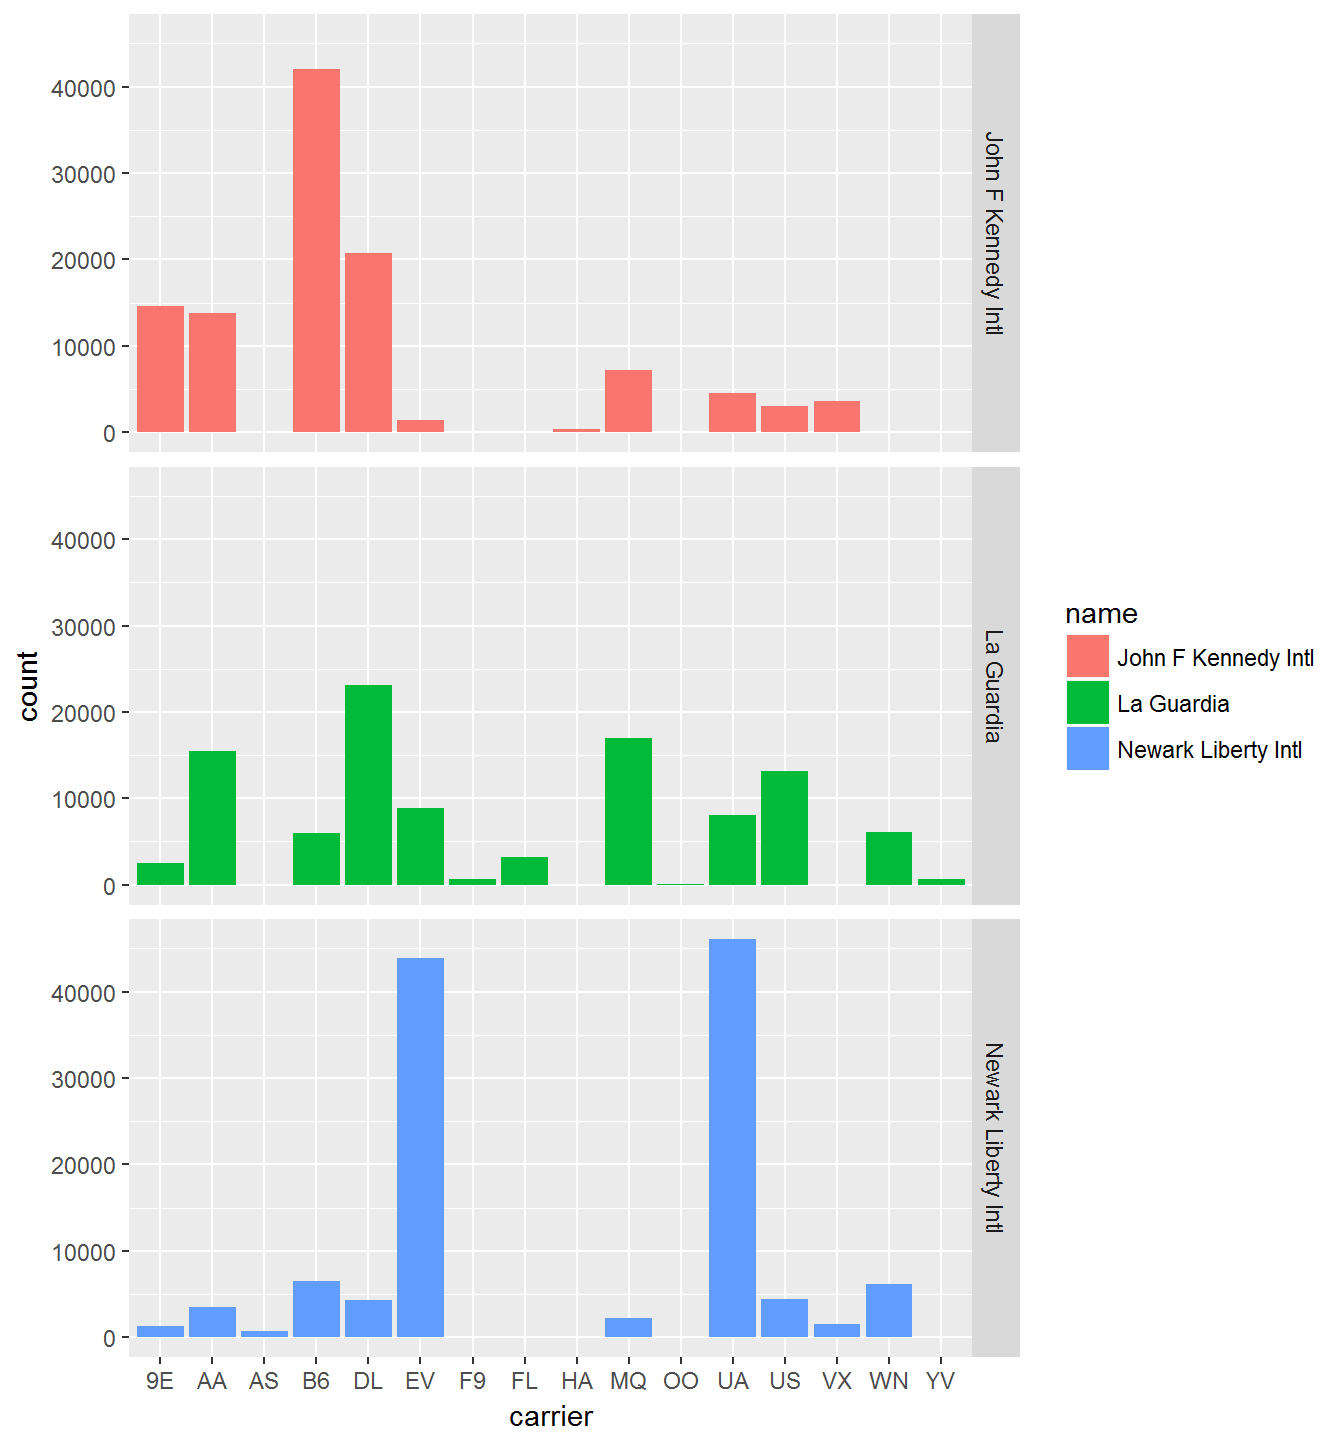 40000
30000
20000
10000
0
John F Kennedy Intl
40000
30000
20000
10000
0
La Guardia
40000
30000
20000
10000
0
Newark Liberty Intl
count
9E AA AS B6 DL EV F9 FL HA MQ OO UA US VX WN YV
carrier
name
John F Kennedy Intl
La Guardia
Newark Liberty Intl